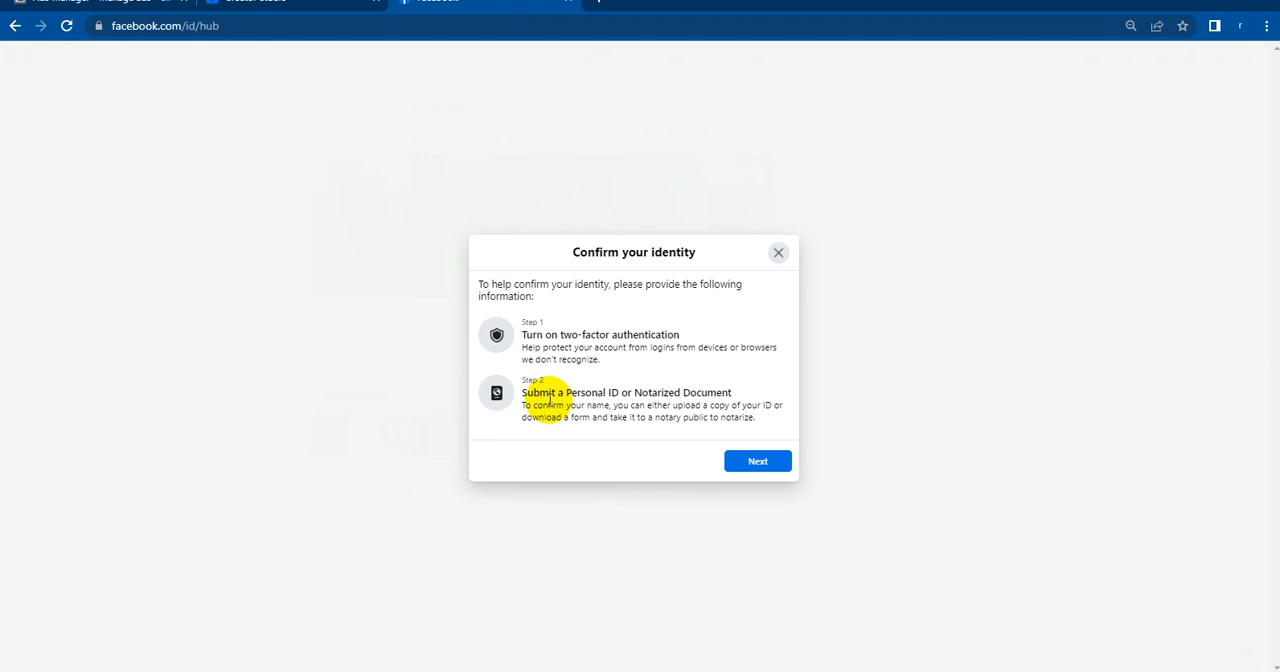 facebook.com/id/hub
r
Confirm your identity
To help confirm your identity, please provide the following
information:
Step 1
Turn on two-factor authentication
Help protect your account from logins from devices or browsers
we don't recognize.
Step 2
Submit a Personal ID or Notarized Document
To confirm your name, you can either upload a copy of your ID or
download a form and take it to a notary public to notarize.
Next